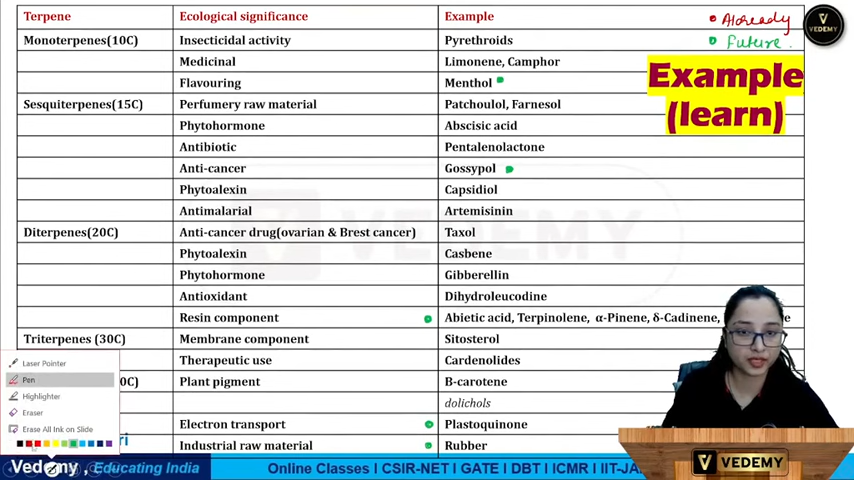 Terpene Ecological significance Example
Monoterpenes(10C) Insecticidal activity Pyrethroids
Medicinal Limonene, Camphor
Flavouring Menthol
Sesquiterpenes(15C) Perfumery raw material Patchoulol, Farnesol
Phytohormone Abscisic acid
Antibiotic Pentalenolactone
Anti-cancer Gossypol
Phytoalexin Capsidiol
Antimalarial Artemisinin
Diterpenes(20C) Anti-cancer drug(ovarian & Brest cancer) Taxol
Phytoalexin Casbene
Phytohormone Gibberellin
Antioxidant Dihydroleucodine
Resin component Abietic acid, Terpinolene, α-Pinene, δ-Cadinene,
Triterpenes (30C) Membrane component Sitosterol
Therapeutic use Cardenolides
0C) Plant pigment B-carotene
dolichols
Electron transport Plastoquinone
Industrial raw material Rubber
Already
Future.
VEDEMY
Example
(learn)
VEDEMY
Laser Pointer
Pen
Highlighter
Eraser
Erase All Ink on Slide
Vedemy , Educating India
Online Classes I CSIR-NET I GATE I DBT I ICMR I IIT-JA
VEDEMY